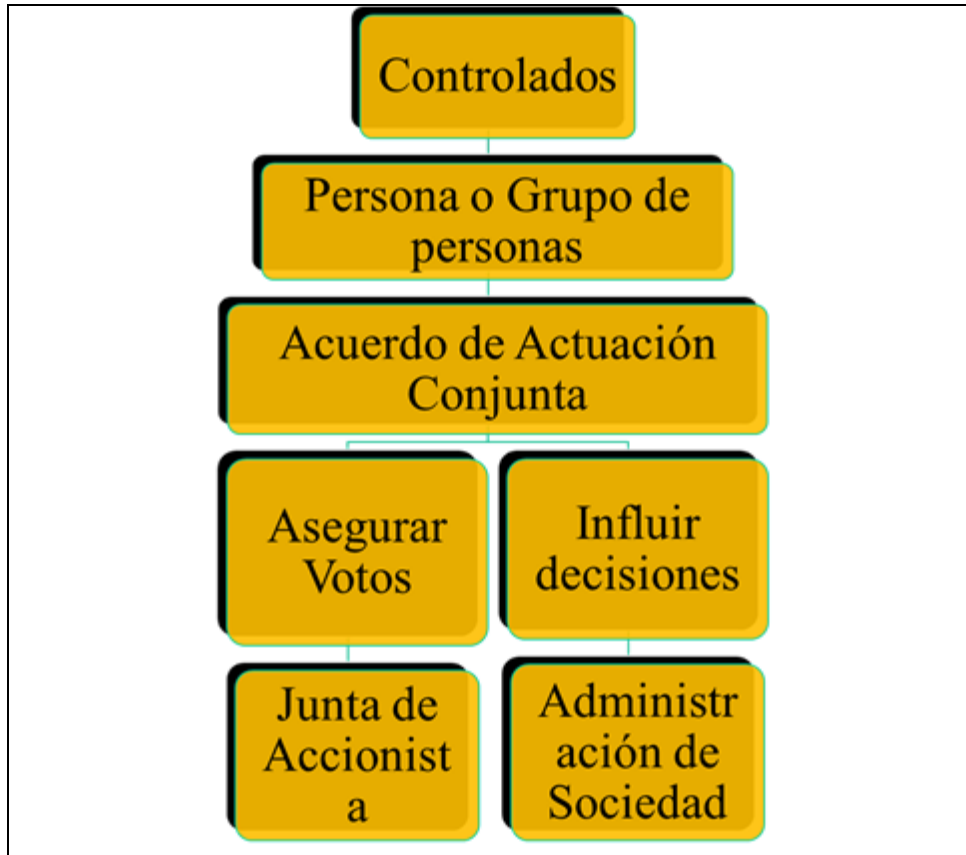 Controlados
Persona o Grupo de
personas
Acuerdo de Actuación
Conjunta
Asegurar
Votos
Influir
decisiones
Junta de
Accionist
a
Administr
ación de
Sociedad